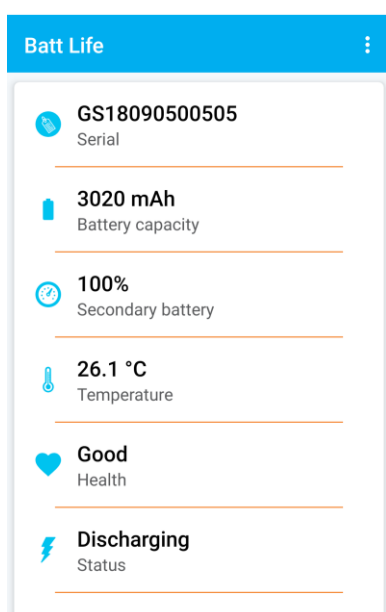 Batt Life
GS18090500505
Serial
3020 mAh
Battery capacity
100%
Secondary battery
26.1 °C
Temperature
Good
Health
Discharging
Status